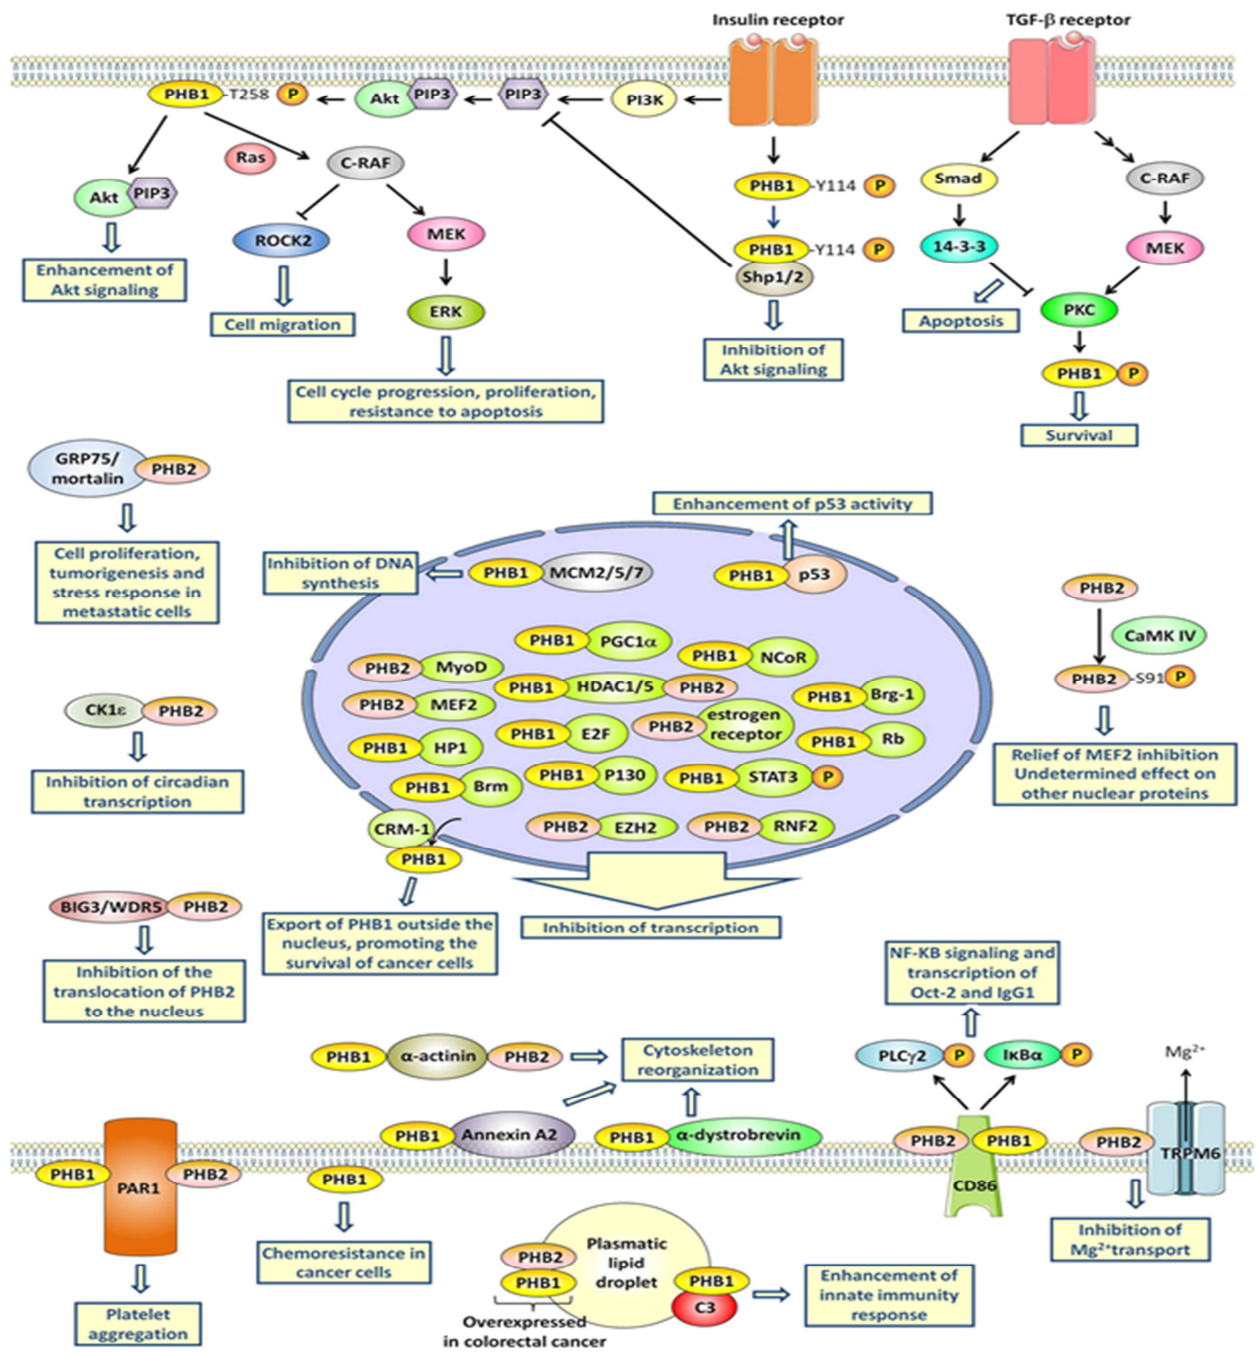 Insulin receptor
TGF-β receptor
PHB1 -T258 P
Akt PIP3
PIP3
PI3K
Ras
C-RAF
Akt PIP3
ROCK2
MEK
Enhancement of
Akt signaling
Cell migration
ERK
Cell cycle progression, proliferation,
resistance to apoptosis
PHB1 -Y114 P
PHB1 -Y114 P
Shp1/2
Inhibition of
Akt signaling
Smad
C-RAF
14-3-3
MEK
Apoptosis
PKC
PHB1 P
Survival
GRP75/
mortalin
PHB2
Cell proliferation,
tumorigenesis and
stress response in
metastatic cells
CK1ε PHB2
Inhibition of circadian
transcription
BIG3/WDR5 PHB2
Inhibition of the
translocation of PHB2
to the nucleus
Enhancement of p53 activity
Inhibition of DNA
synthesis
PHB1 MCM2/5/7
PHB1 p53
PHB1 PGC1α
PHB1 NCoR
PHB2 MyoD
PHB1 HDAC1/5 PHB2
PHB1 Brg-1
PHB2 MEF2
PHB2 estrogen
receptor
PHB1 HP1
PHB1 E2F
PHB1 Rb
PHB1 Brm
PHB1 P130
PHB1 STAT3 P
CRM-1
PHB1
PHB2 EZH2
PHB2 RNF2
Export of PHB1 outside the
nucleus, promoting the
survival of cancer cells
Inhibition of transcription
PHB2
CaMK IV
PHB2 -S91 P
Relief of MEF2 inhibition
Undetermined effect on
other nuclear proteins
NF-KB signaling and
transcription of
Oct-2 and IgG1
PLCγ2 P
IκBα P
Mg²⁺
PHB1 α-actinin PHB2
Cytoskeleton
reorganization
PHB1 Annexin A2
PHB1 α-dystrobrevin
PHB2 PHB1
CD86
PHB2 TRPM6
Inhibition of
Mg²⁺transport
PHB1 PAR1 PHB2
Platelet
aggregation
PHB1
Chemoresistance in
cancer cells
Plasmatic
lipid
droplet
PHB2
PHB1
Overexpressed
in colorectal cancer
PHB1
C3
Enhancement of
innate immunity
response